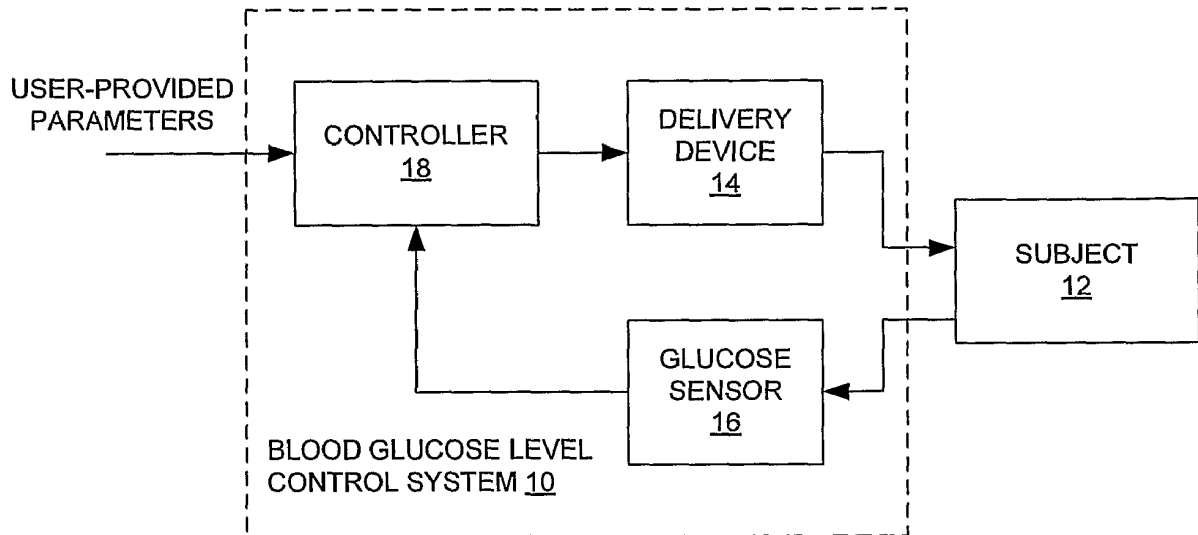 USER-PROVIDED
PARAMETERS
CONTROLLER
18
DELIVERY
DEVICE
14
SUBJECT
12
GLUCOSE
SENSOR
16
BLOOD GLUCOSE LEVEL
CONTROL SYSTEM 10